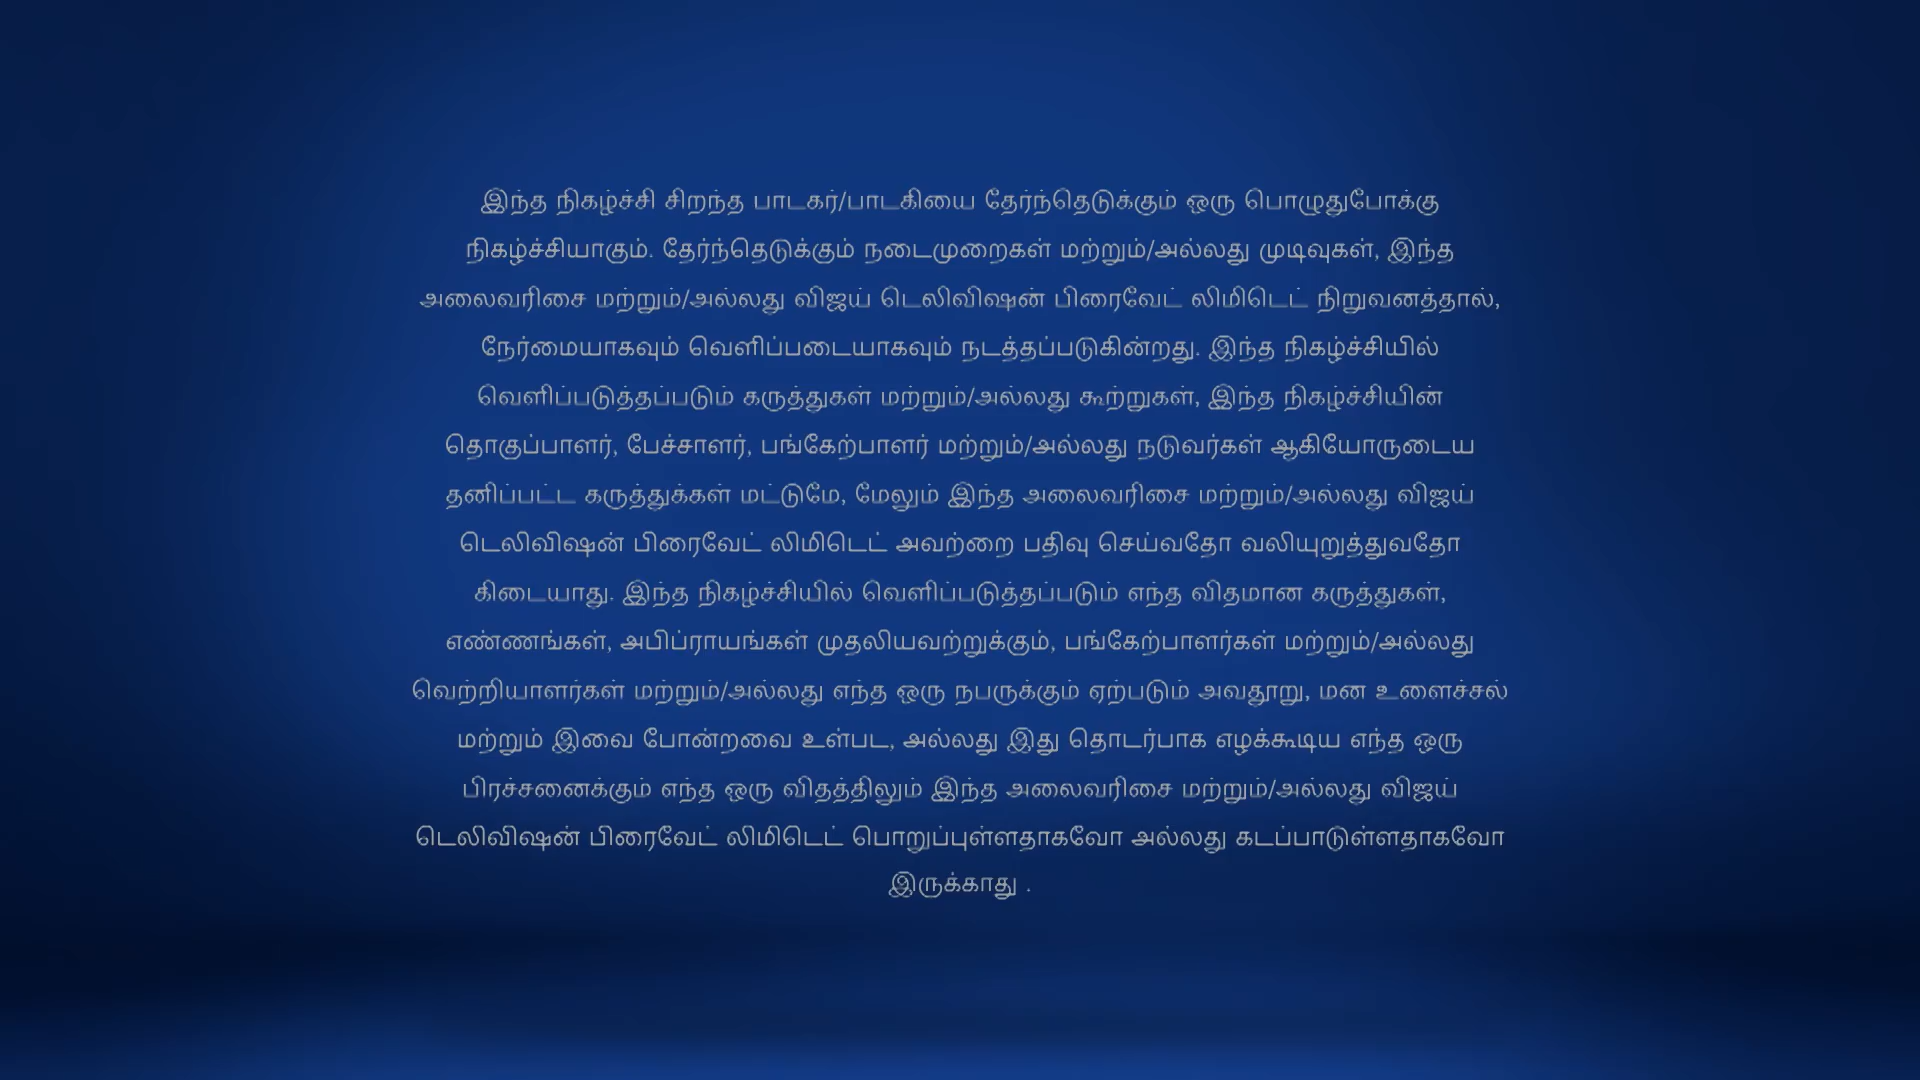 இந்த நிகழ்ச்சி சிறந்த பாடகர்/பாடகியை தேர்ந்தெடுக்கும் ஒரு பொழுதுபோக்கு
நிகழ்ச்சியாகும். தேர்ந்தெடுக்கும் நடைமுறைகள் மற்றும்/அல்லது முடிவுகள், இந்த
அலைவரிசை மற்றும்/அல்லது விஜய் டெலிவிஷன் பிரைவேட் லிமிடெட் நிறுவனத்தால்,
நேர்மையாகவும் வெளிப்படையாகவும் நடத்தப்படுகின்றது. இந்த நிகழ்ச்சியில்
வெளிப்படுத்தப்படும் கருத்துகள் மற்றும்/அல்லது கூற்றுகள், இந்த நிகழ்ச்சியின்
தொகுப்பாளர், பேச்சாளர், பங்கேற்பாளர் மற்றும்/அல்லது நடுவர்கள் ஆகியோருடைய
தனிப்பட்ட கருத்துக்கள் மட்டுமே, மேலும் இந்த அலைவரிசை மற்றும்/அல்லது விஜய்
டெலிவிஷன் பிரைவேட் லிமிடெட் அவற்றை பதிவு செய்வதோ வலியுறுத்துவதோ
கிடையாது. இந்த நிகழ்ச்சியில் வெளிப்படுத்தப்படும் எந்த விதமான கருத்துகள்,
எண்ணங்கள், அபிப்ராயங்கள் முதலியவற்றுக்கும், பங்கேற்பாளர்கள் மற்றும்/அல்லது
வெற்றியாளர்கள் மற்றும்/அல்லது எந்த ஒரு நபருக்கும் ஏற்படும் அவதூறு, மன உளைச்சல்
மற்றும் இவை போன்றவை உள்பட, அல்லது இது தொடர்பாக எழக்கூடிய எந்த ஒரு
பிரச்சனைக்கும் எந்த ஒரு விதத்திலும் இந்த அலைவரிசை மற்றும்/அல்லது விஜய்
டெலிவிஷன் பிரைவேட் லிமிடெட் பொறுப்புள்ளதாகவோ அல்லது கடப்பாடுள்ளதாகவோ
இருக்காது .